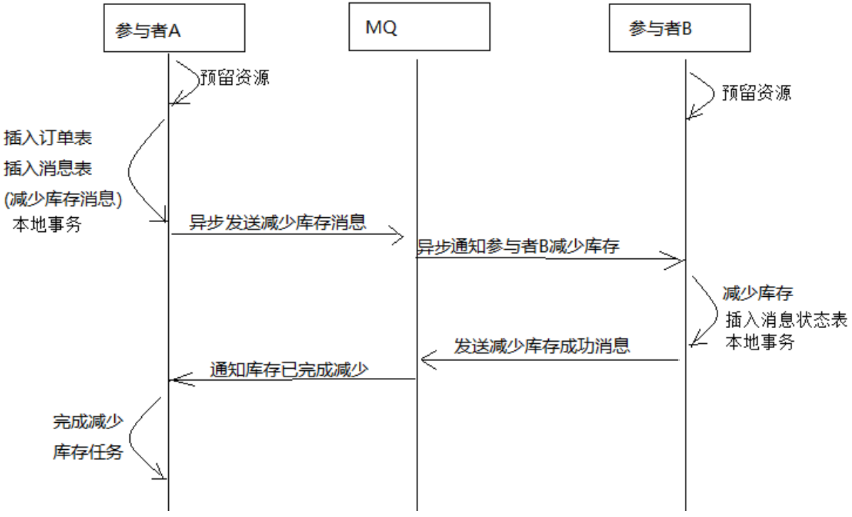 参与者A
MQ
参与者B
预留资源
预留资源
插入订单表
插入消息表
(减少库存消息)
本地事务
异步发送减少库存消息
异步通知参与者B减少库存
减少库存
插入消息状态表
本地事务
发送减少库存成功消息
通知库存已完成减少
完成减少
库存任务